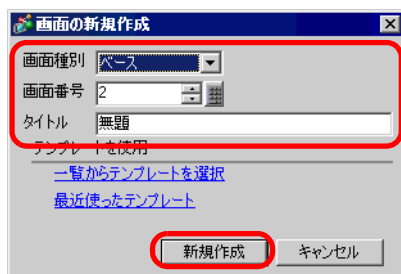 画面の新規作成
画面種別 ベース
画面番号 2
タイトル 無題
テンプレートを使用
一覧からテンプレートを選択
最近使ったテンプレート
新規作成 キャンセル